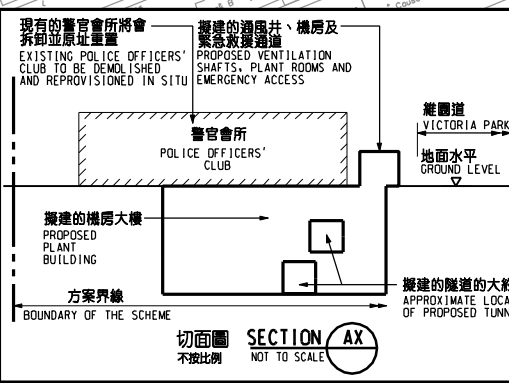 現有的警官會所將會
拆卸並原址重置
EXISTING POLICE OFFICERS'
CLUB TO BE DEMOLISHED
AND REPROVISIONED IN SITU
擬建的通風井、機房及
緊急救援通道
PROPOSED VENTILATION
SHAFTS, PLANT ROOMS AND
EMERGENCY ACCESS
維園道
VICTORIA PARK
警官會所
POLICE OFFICERS'
CLUB
地面水平
GROUND LEVEL
擬建的機房大樓
PROPOSED
PLANT
BUILDING
擬建的隧道的大約
APPROXIMATE LOCA
OF PROPOSED TUNN
方案界線
BOUNDARY OF THE SCHEME
切面圖 SECTION AX
不按比例 NOT TO SCALE